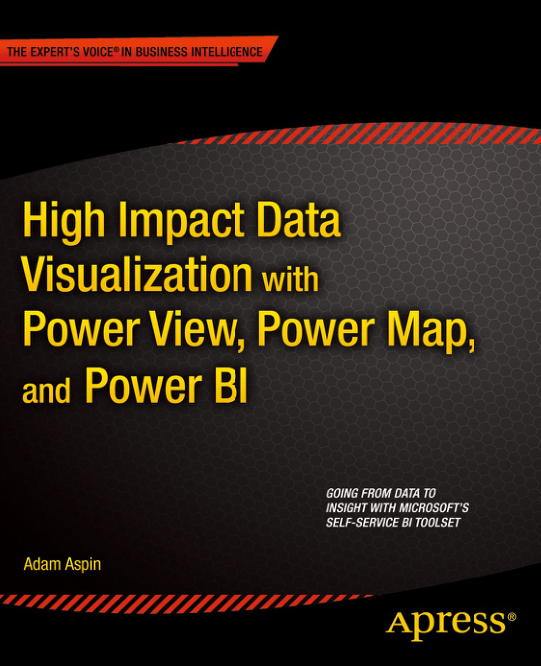 THE EXPERT'S VOICE® IN BUSINESS INTELLIGENCE
High Impact Data
Visualization with
Power View, Power Map,
and Power BI
GOING FROM DATA TO
INSIGHT WITH MICROSOFT'S
SELF-SERVICE BI TOOLSET
Adam Aspin
Apress®